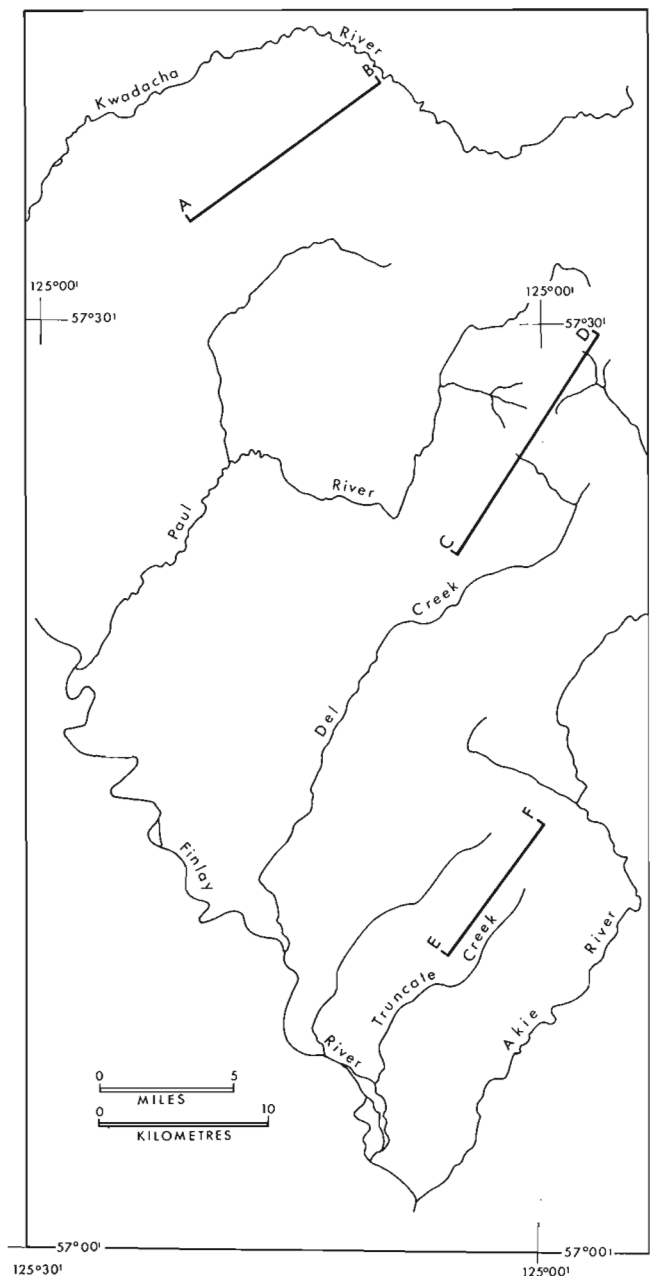 River
Kwadacha
B
A
125°00'
57°30'
125°00'
57°30'
D
River
Paul
C
Creek
Del
F
Finlay
E
Creek
River
Truncate
Akie
River
0 5
MILES
0 10
KILOMETRES
57°00'
57°00'
125°30'
125°00'